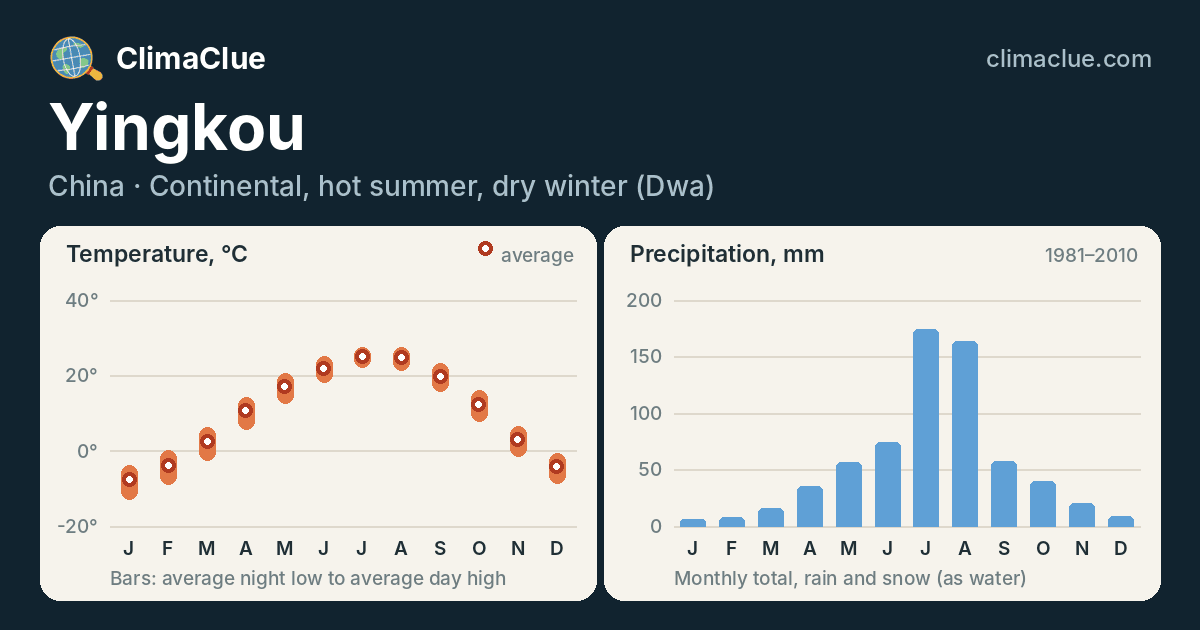 ClimaClue
climaclue.com
Yingkou
China · Continental, hot summer, dry winter (Dwa)
Temperature, °C
average
40°
20°
0°
-20°
J F M A M J J A S O N D
Bars: average night low to average day high
Precipitation, mm
1981–2010
200
150
100
50
0
J F M A M J J A S O N D
Monthly total, rain and snow (as water)